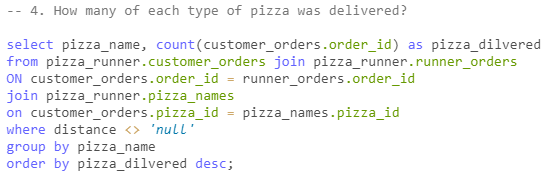 -- 4. How many of each type of pizza was delivered?
select pizza_name, count(customer_orders.order_id) as pizza_dilvered
from pizza_runner.customer_orders join pizza_runner.runner_orders
ON customer_orders.order_id = runner_orders.order_id
join pizza_runner.pizza_names
on customer_orders.pizza_id = pizza_names.pizza_id
where distance <> 'null'
group by pizza_name
order by pizza_dilvered desc;